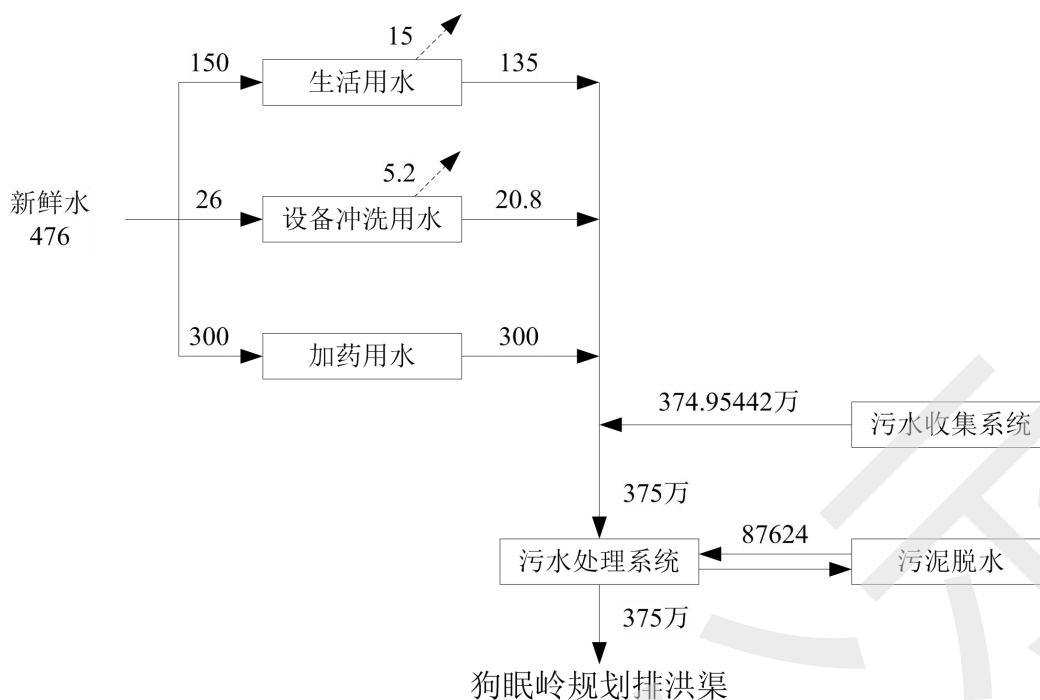 15
150
生活用水
135
5.2
新鲜水
26
设备冲洗用水
20.8
476
300
加药用水
300
374.95442万
污水收集系统
375万
87624
污水处理系统
污泥脱水
375万
狗眠岭规划排洪渠